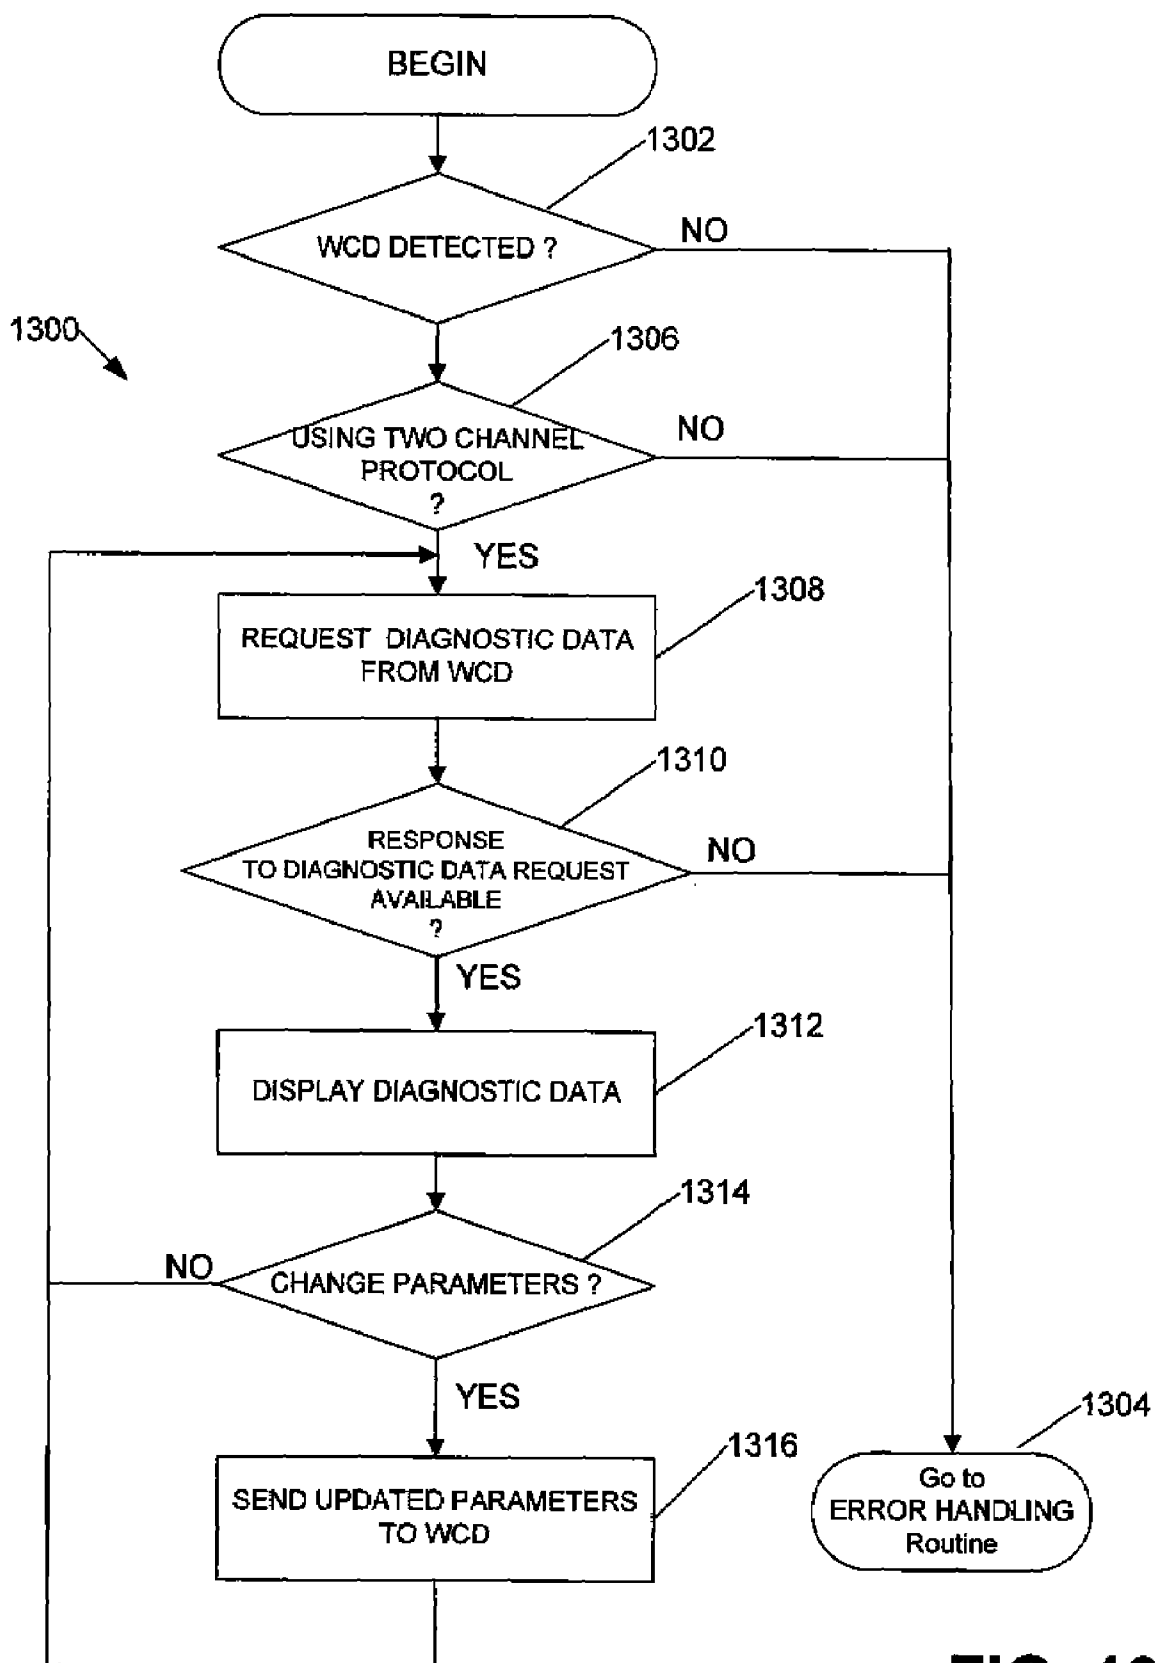 BEGIN
1302
WCD DETECTED ?
NO
1300
1306
USING TWO CHANNEL
PROTOCOL
?
NO
YES
1308
REQUEST DIAGNOSTIC DATA
FROM WCD
1310
RESPONSE
TO DIAGNOSTIC DATA REQUEST
AVAILABLE
?
NO
YES
1312
DISPLAY DIAGNOSTIC DATA
1314
NO
CHANGE PARAMETERS ?
YES
1304
1316
SEND UPDATED PARAMETERS
TO WCD
Go to
ERROR HANDLING
Routine